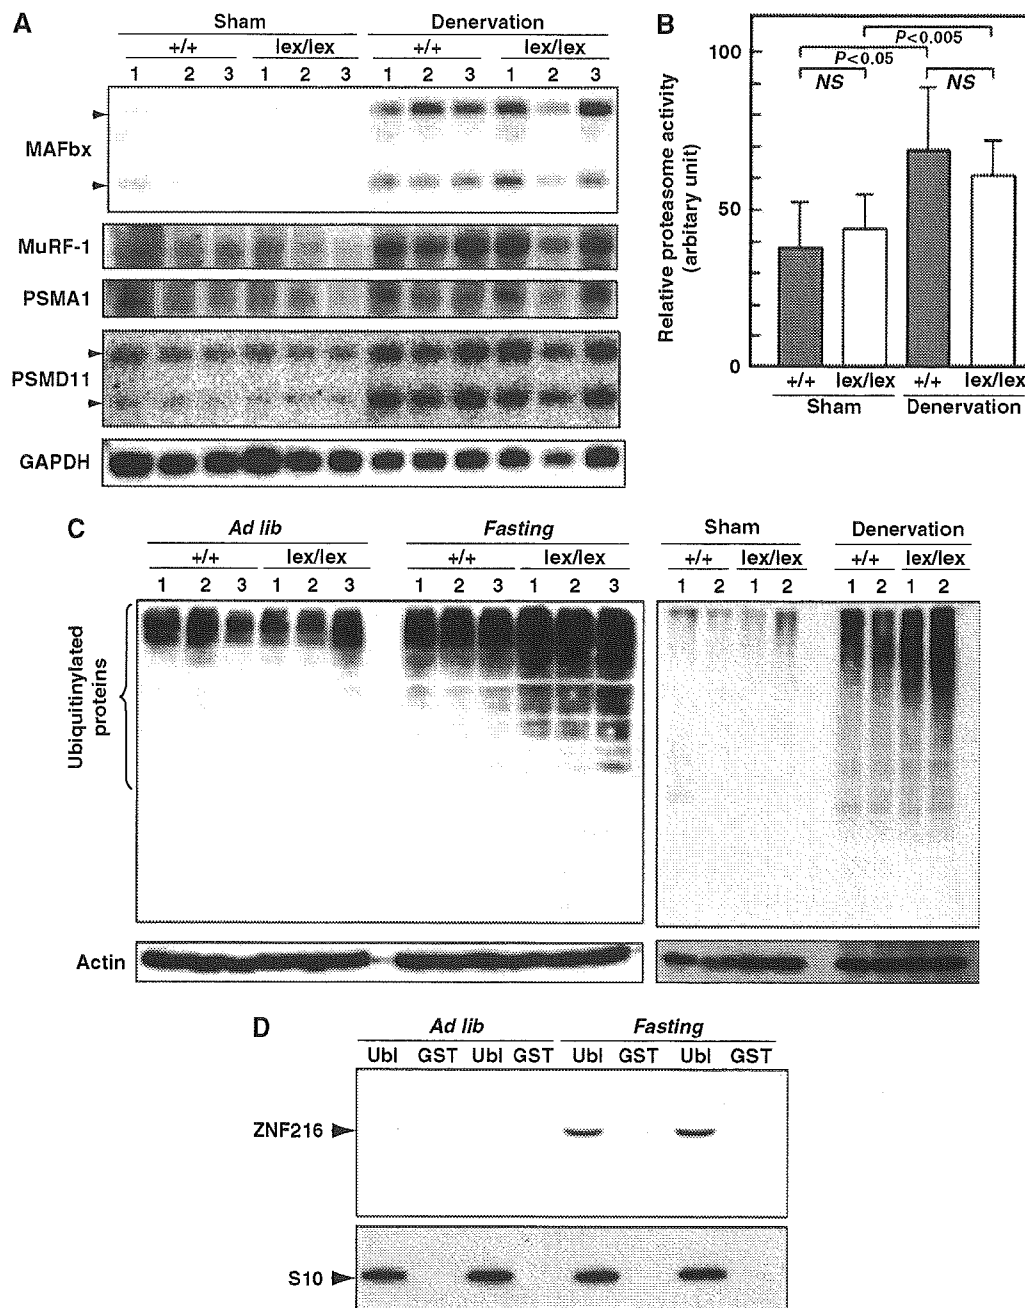 A
Sham
Denervation
+/+
lex/lex
+/+
lex/lex
1 2 3 1 2 3 1 2 3 1 2 3
MAFbx
MuRF-1
PSMA1
PSMD11
GAPDH
B
Relative proteasome activity
(arbitary unit)
100
50
0
P<0.005
P<0.05
NS
NS
+/+ lex/lex +/+ lex/lex
Sham Denervation
C
Ad lib
Fasting
Sham
Denervation
+/+ lex/lex +/+ lex/lex +/+ lex/lex +/+ lex/lex
1 2 3 1 2 3 1 2 3 1 2 3 1 2 1 2 1 2 1 2
Ubiquitinylated
proteins
Actin
D
Ad lib
Fasting
Ubl GST Ubl GST Ubl GST Ubl GST
ZNF216
S10